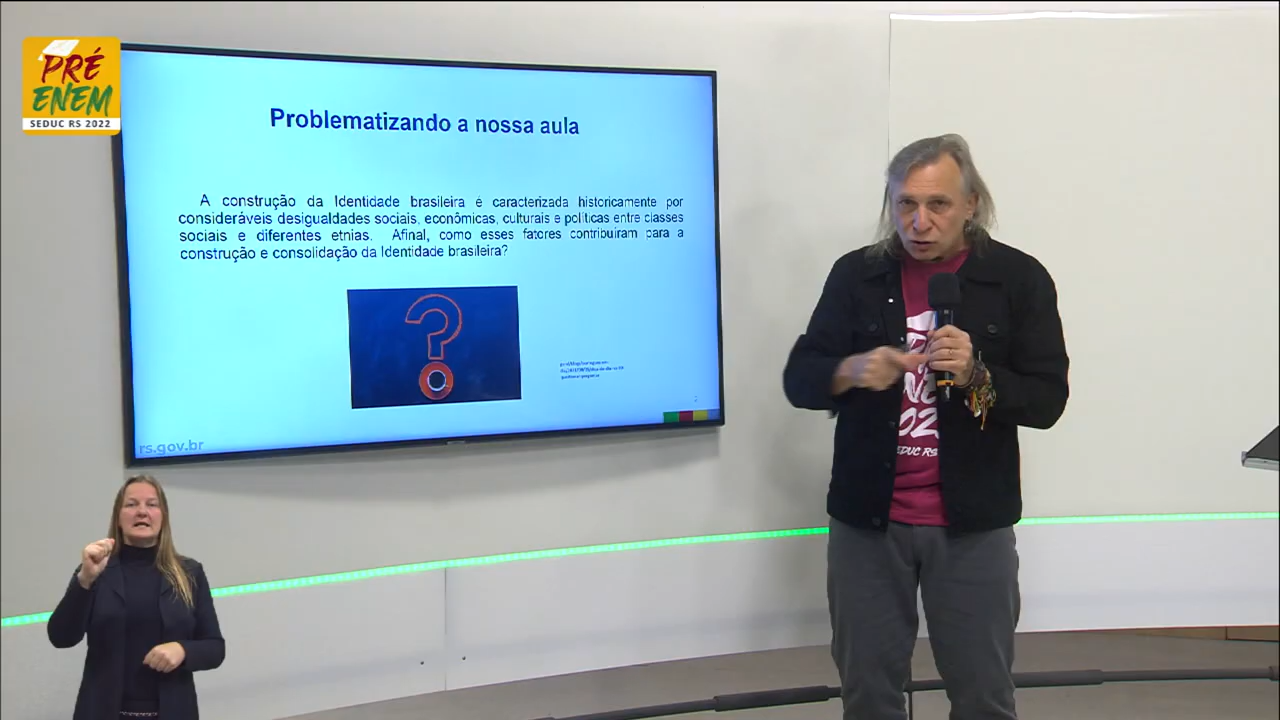 PRÉ
ENEM
SEDUC RS 2022
Problematizando a nossa aula
A construção da Identidade brasileira é caracterizada historicamente por
consideráveis desigualdades sociais, econômicas, culturais e políticas entre classes
sociais e diferentes etnias. Afinal, como esses fatores contribuíram para a
construção e consolidação da Identidade brasileira?
rs.gov.br
SEDUC RS